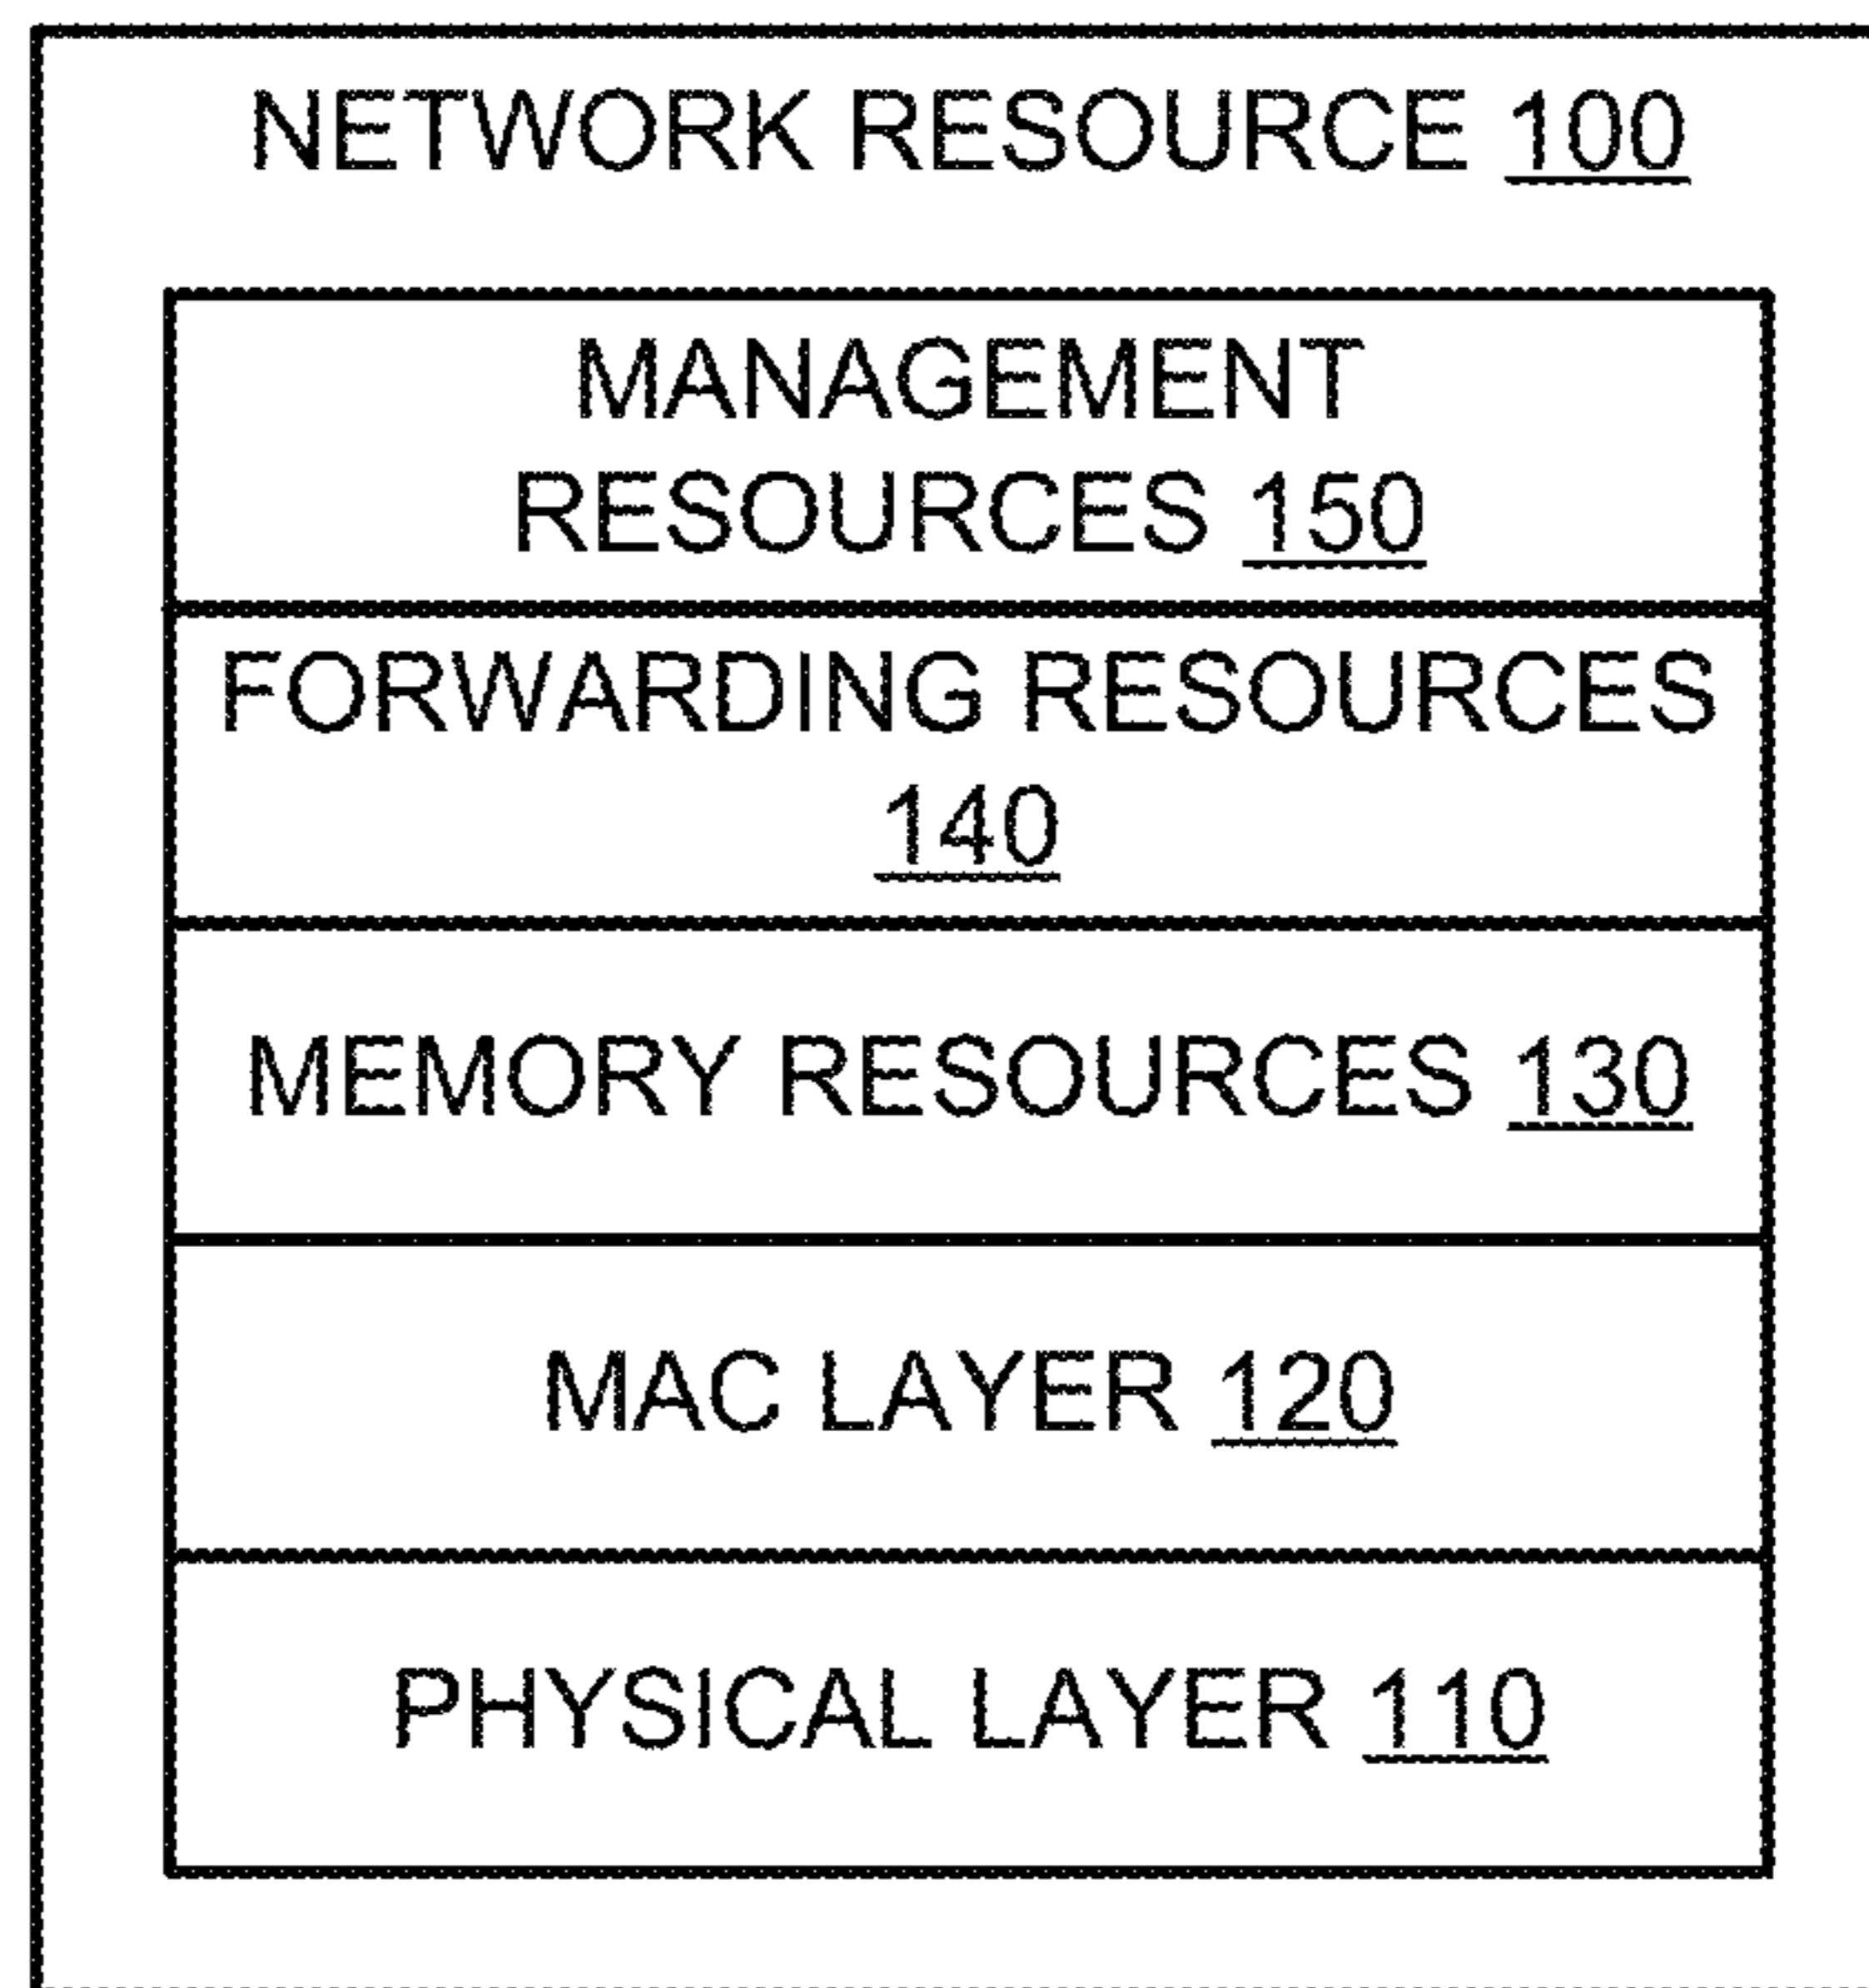 NETWORK RESOURCE 100
MANAGEMENT
RESOURCES 150
FORWARDING RESOURCES
140
MEMORY RESOURCES 130
MAC LAYER 120
PHYSICAL LAYER 110